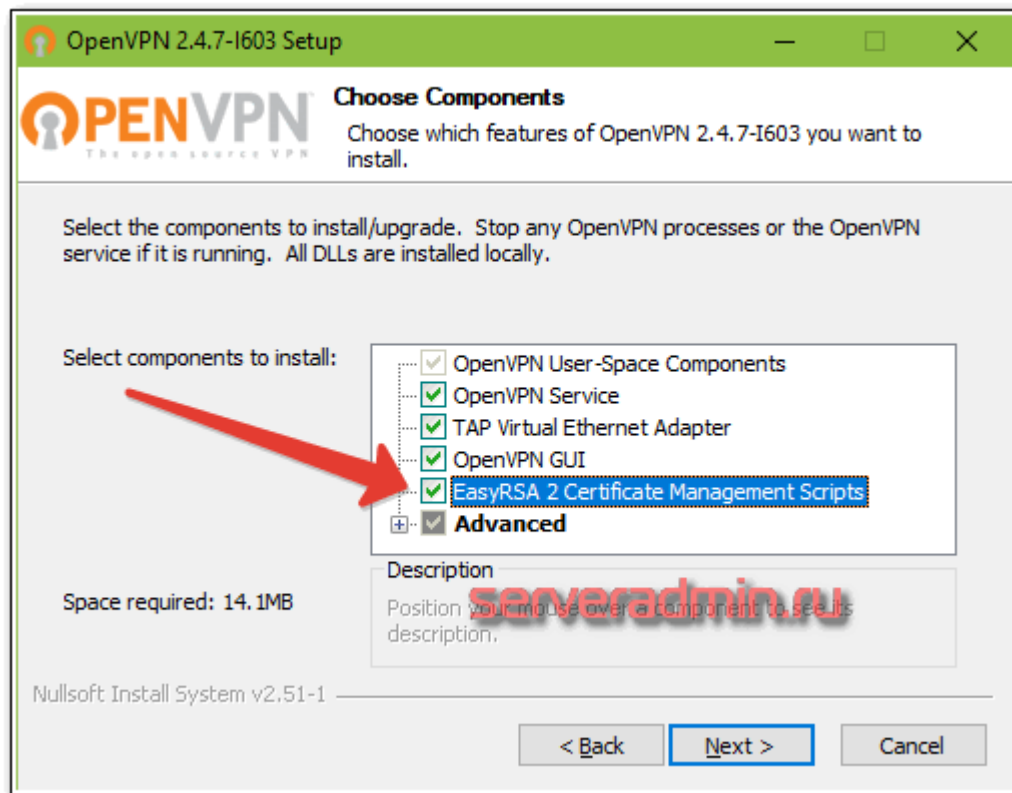 OpenVPN 2.4.7-I603 Setup
OPENVPN
The open source VPN
Choose Components
Choose which features of OpenVPN 2.4.7-I603 you want to
install.
Select the components to install/upgrade. Stop any OpenVPN processes or the OpenVPN
service if it is running. All DLLs are installed locally.
Select components to install:
OpenVPN User-Space Components
OpenVPN Service
TAP Virtual Ethernet Adapter
OpenVPN GUI
EasyRSA 2 Certificate Management Scripts
Advanced
Space required: 14.1MB
Description
Position your mouse over a component to see its
description.
serveradmin.ru
Nullsoft Install System v2.51-1
< Back
Next >
Cancel